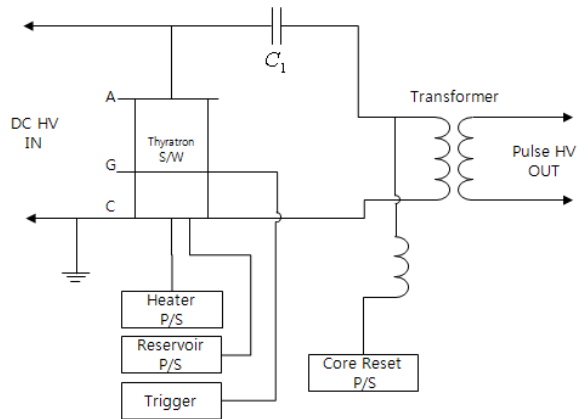 C₁
A
Transformer
DC HV
IN
Thyratron
S/W
Pulse HV
OUT
G
C
Heater
P/S
Reservoir
P/S
Core Reset
P/S
Trigger